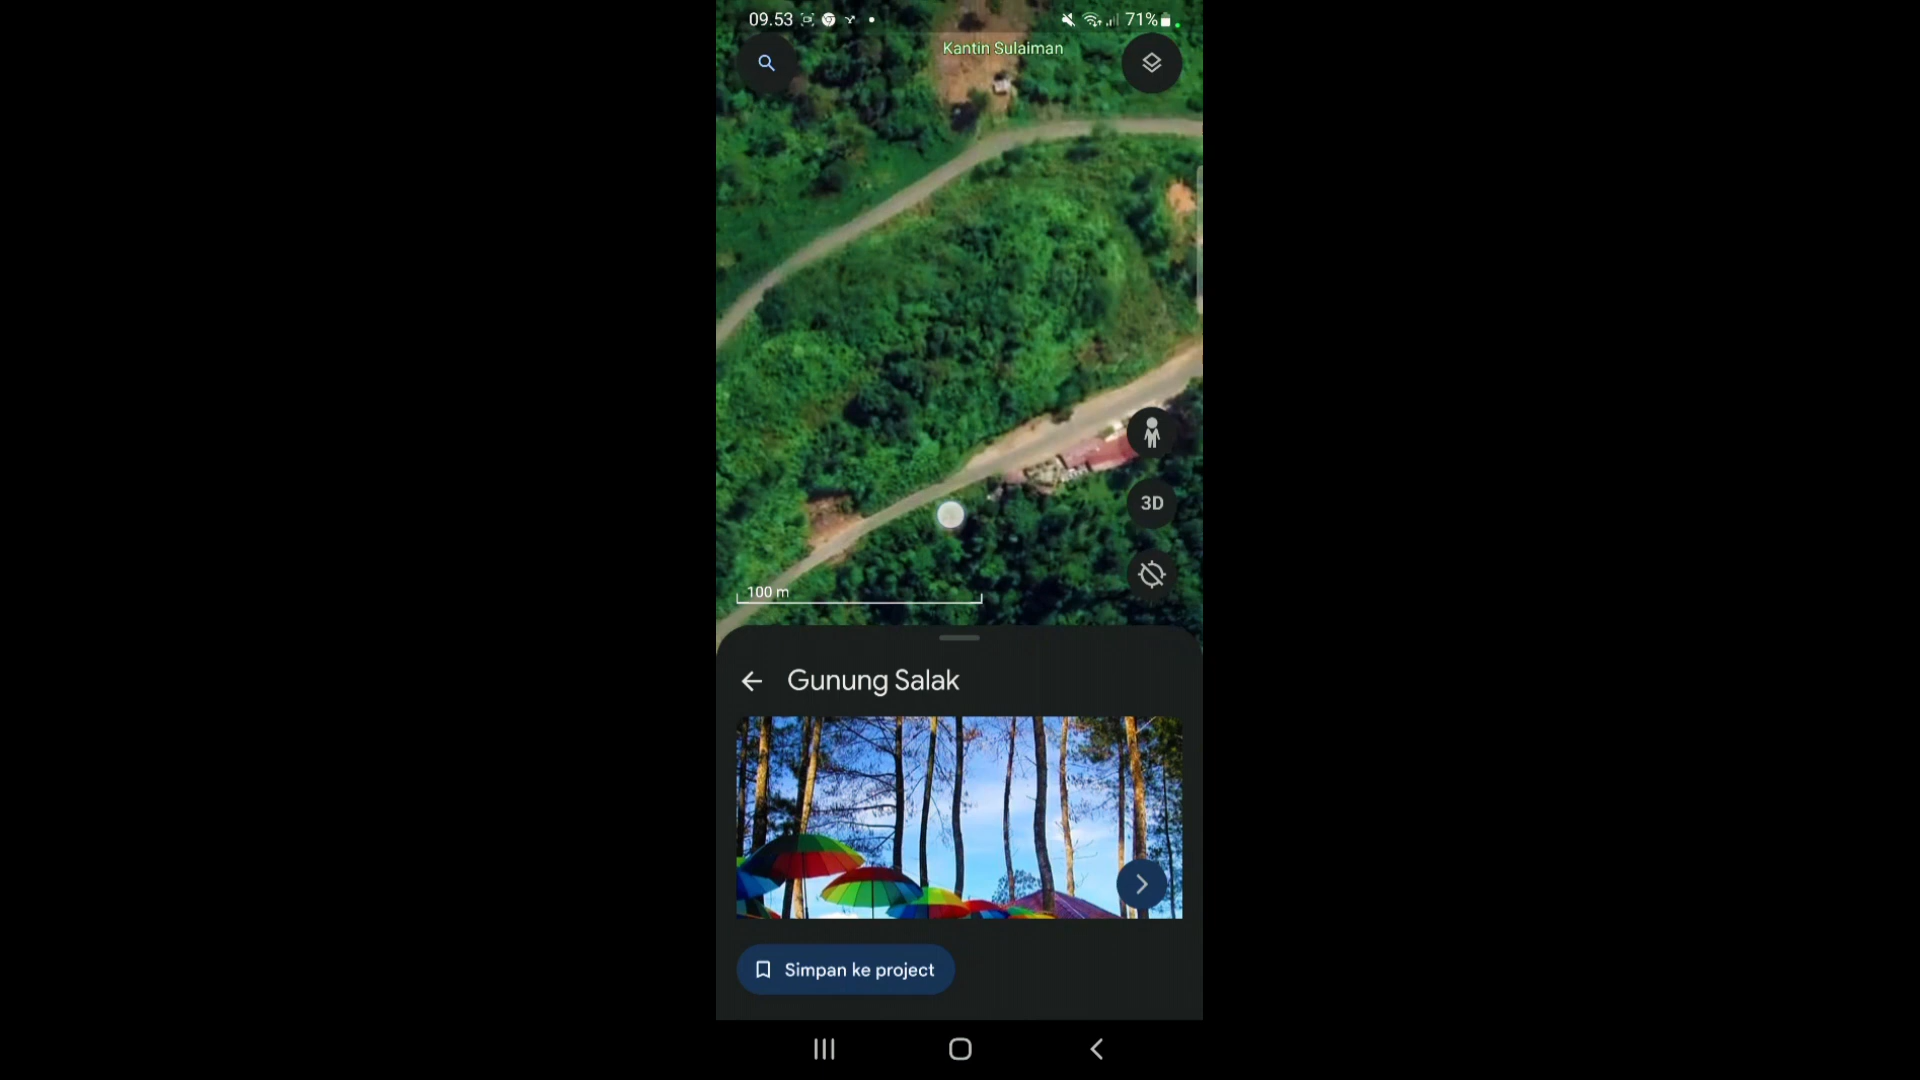 09.53
71%
Kantin Sulaiman
3D
100 m
Gunung Salak
Simpan ke project